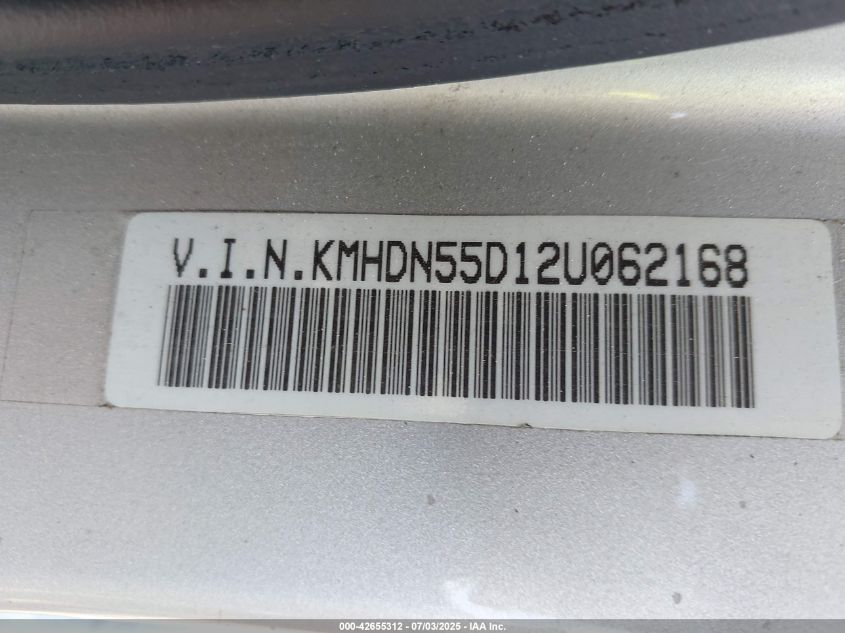 V.I.N.KMHDN55D12U062168
000-42655312 - 07/03/2025 - IAA Inc.